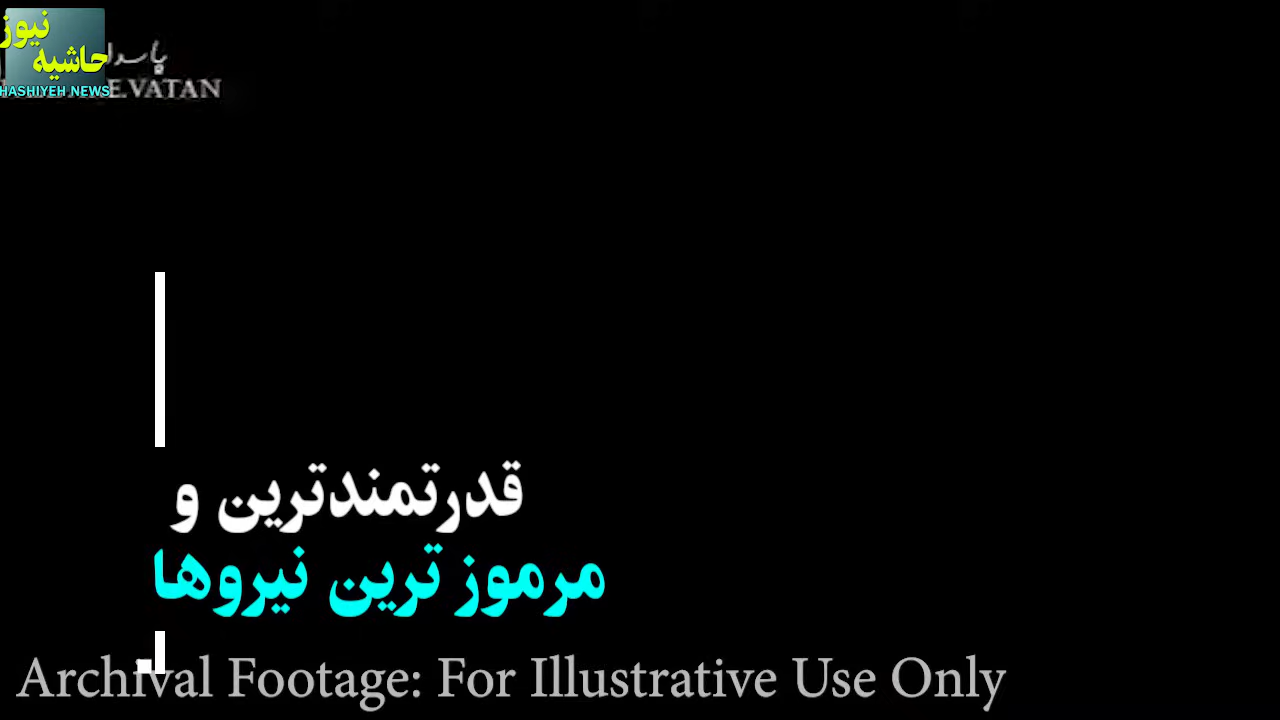 نیوز
حاشیه
HASHIYEH NEWS
E.VATAN
قدرتمندترین و
مرموز ترین نیروها
Archival Footage: For Illustrative Use Only